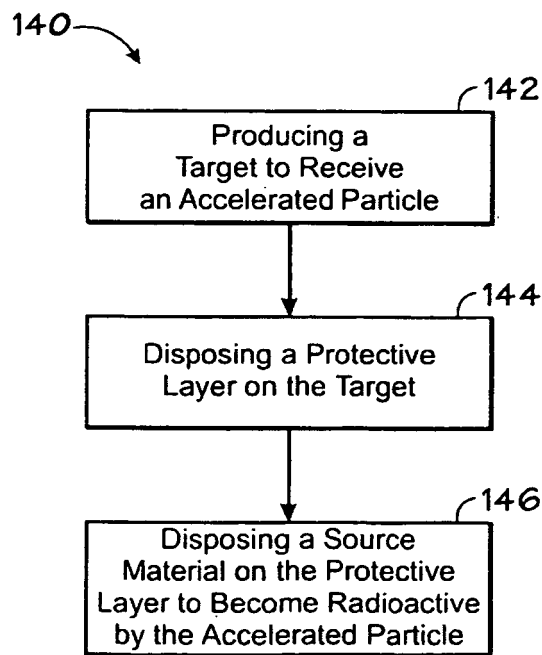 140
142
Producing a
Target to Receive
an Accelerated Particle
144
Disposing a Protective
Layer on the Target
146
Disposing a Source
Material on the Protective
Layer to Become Radioactive
by the Accelerated Particle